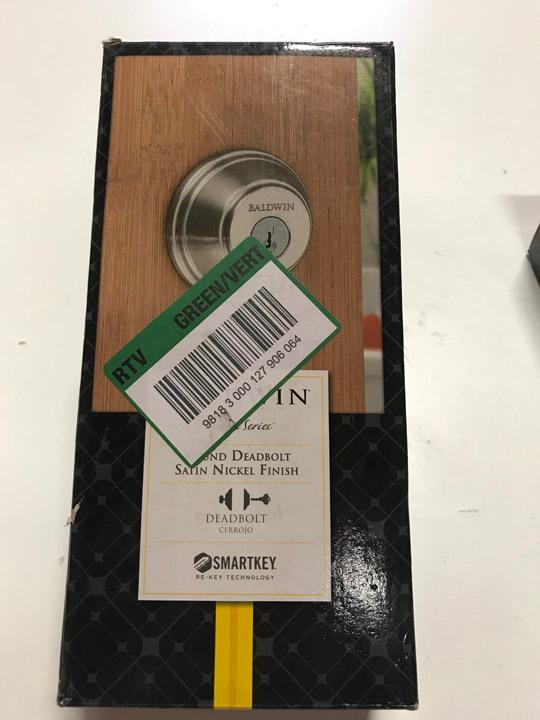 BALDWIN
RTV GREEN/VERT
9818 3 000 127 906 064
Series
DEADBOLT
SATIN NICKEL FINISH
DEADBOLT
CERROJO
SMARTKEY
RE-KEY TECHNOLOGY